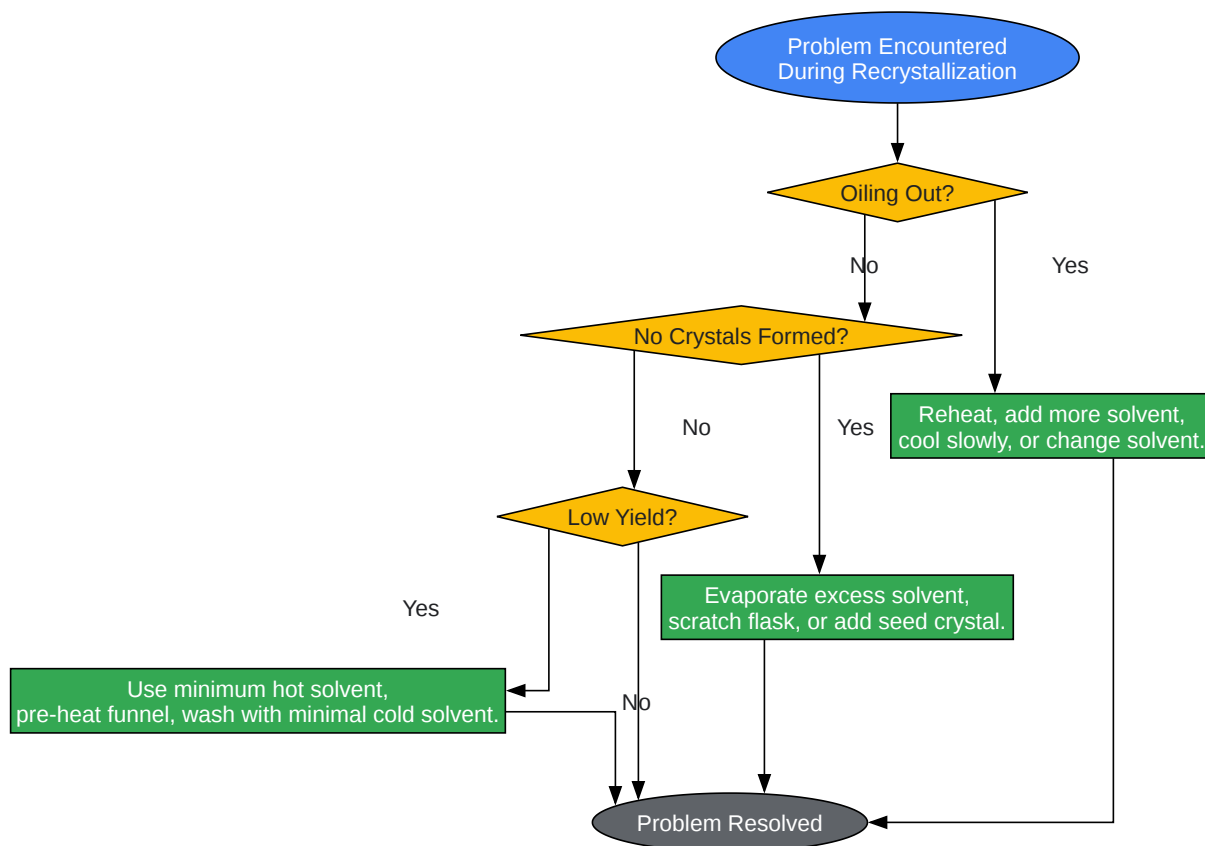 Problem Encountered
During Recrystallization
Oiling Out?
No
Yes
No Crystals Formed?
Reheat, add more solvent,
cool slowly, or change solvent.
No
Yes
Low Yield?
Evaporate excess solvent,
scratch flask, or add seed crystal.
Yes
Use minimum hot solvent,
pre-heat funnel, wash with minimal cold solvent.
No
Problem Resolved